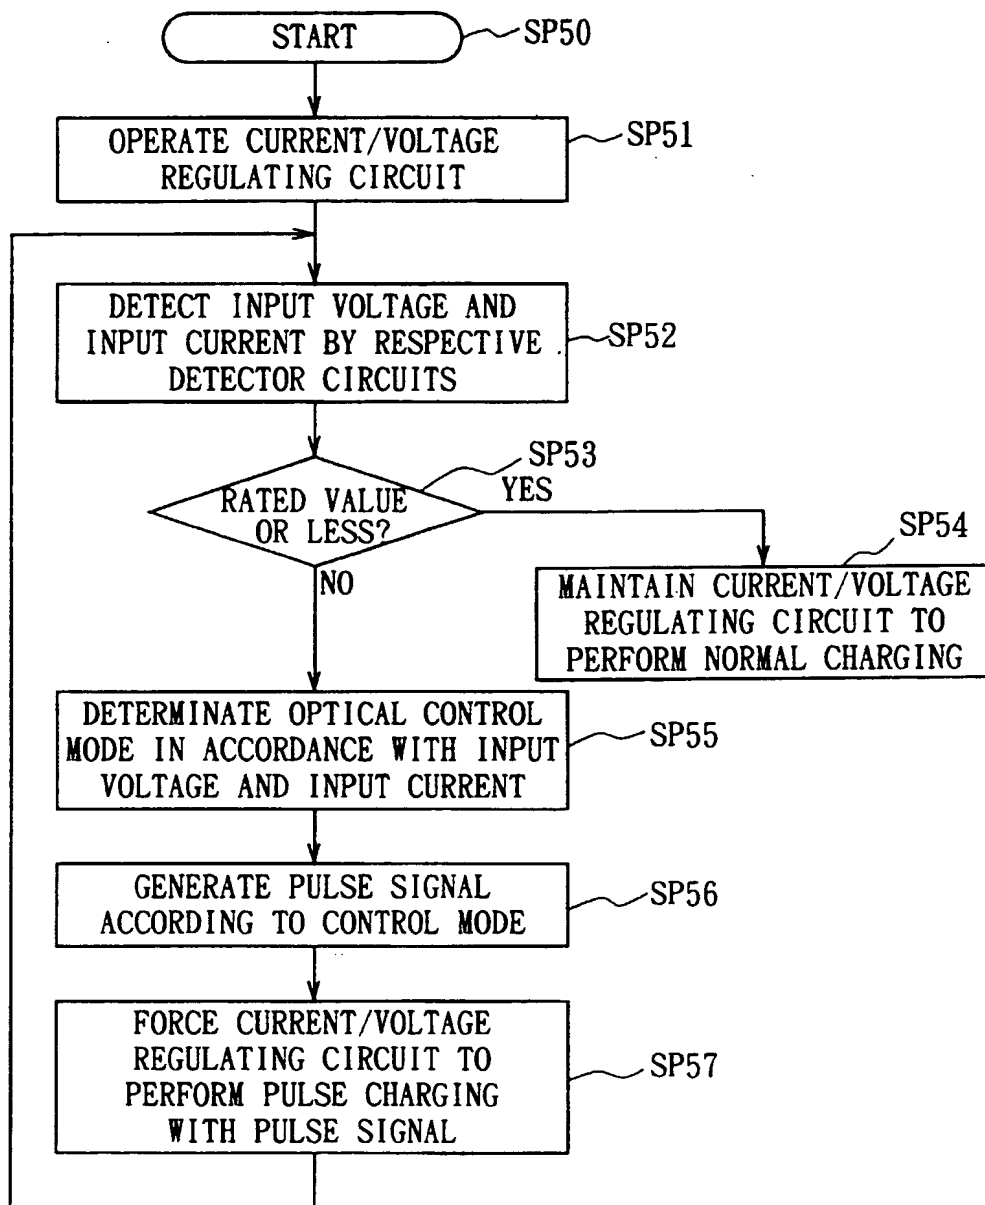 START
SP50
OPERATE CURRENT/VOLTAGE
REGULATING CIRCUIT
SP51
DETECT INPUT VOLTAGE AND
INPUT CURRENT BY RESPECTIVE
DETECTOR CIRCUITS
SP52
SP53
RATED VALUE
OR LESS?
YES
NO
SP54
MAINTAIN CURRENT/VOLTAGE
REGULATING CIRCUIT TO
PERFORM NORMAL CHARGING
DETERMINATE OPTICAL CONTROL
MODE IN ACCORDANCE WITH INPUT
VOLTAGE AND INPUT CURRENT
SP55
GENERATE PULSE SIGNAL
ACCORDING TO CONTROL MODE
SP56
FORCE CURRENT/VOLTAGE
REGULATING CIRCUIT TO
PERFORM PULSE CHARGING
WITH PULSE SIGNAL
SP57